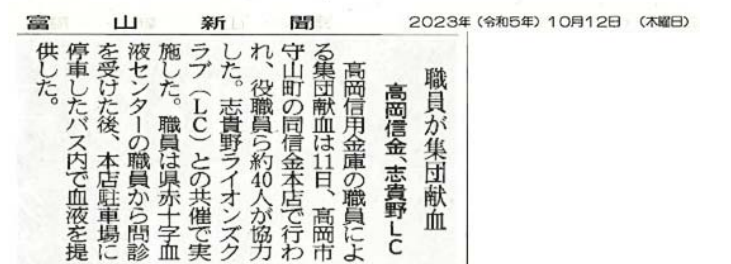 富山新聞
2023年(令和5年)10月12日 (木曜日)
職員が集団献血
高岡信金、志貴野LC
高岡信用金庫の職員によ
る集団献血は11日、高岡市
守山町の同信金本店で行わ
れ、役職員ら約40人が協力
した。志貴野ライオンズク
ラブ(LC)との共催で実
施した。職員は県赤十字血
液センターの職員から問診
を受けた後、本店駐車場に
停車したバス内で血液を提
供した。